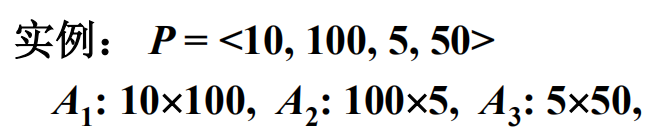 实例： P = <10, 100, 5, 50>
A₁: 10×100, A₂: 100×5, A₃: 5×50,